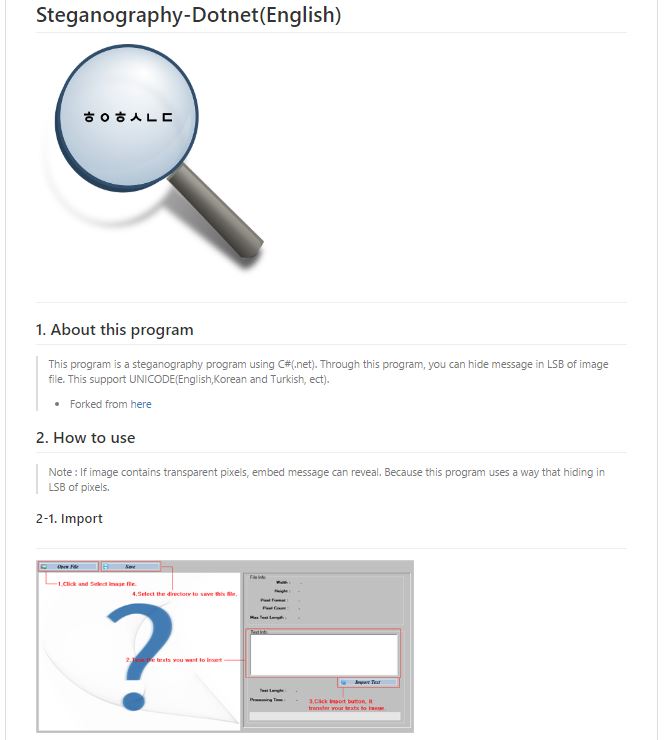 Steganography-Dotnet(English)
ㅎㅇㅎㅅㄴㄷ
1. About this program
This program is a steganography program using C#(.net). Through this program, you can hide message in LSB of image
file. This support UNICODE(English,Korean and Turkish, ect).
• Forked from here
2. How to use
Note : If image contains transparent pixels, embed message can reveal. Because this program uses a way that hiding in
LSB of pixels.
2-1. Import
Open File
Save
1.Click and Select image file.
4.Select the directory to save this file.
File Info.
Width :
Height :
Pixel Format :
Pixel Count :
Max Text Length :
Text Info.
2.Type the texts you want to insert
Import Text
Text Lenght :
Processing Time :
3.Click Import button, it
transfer your texts to image.